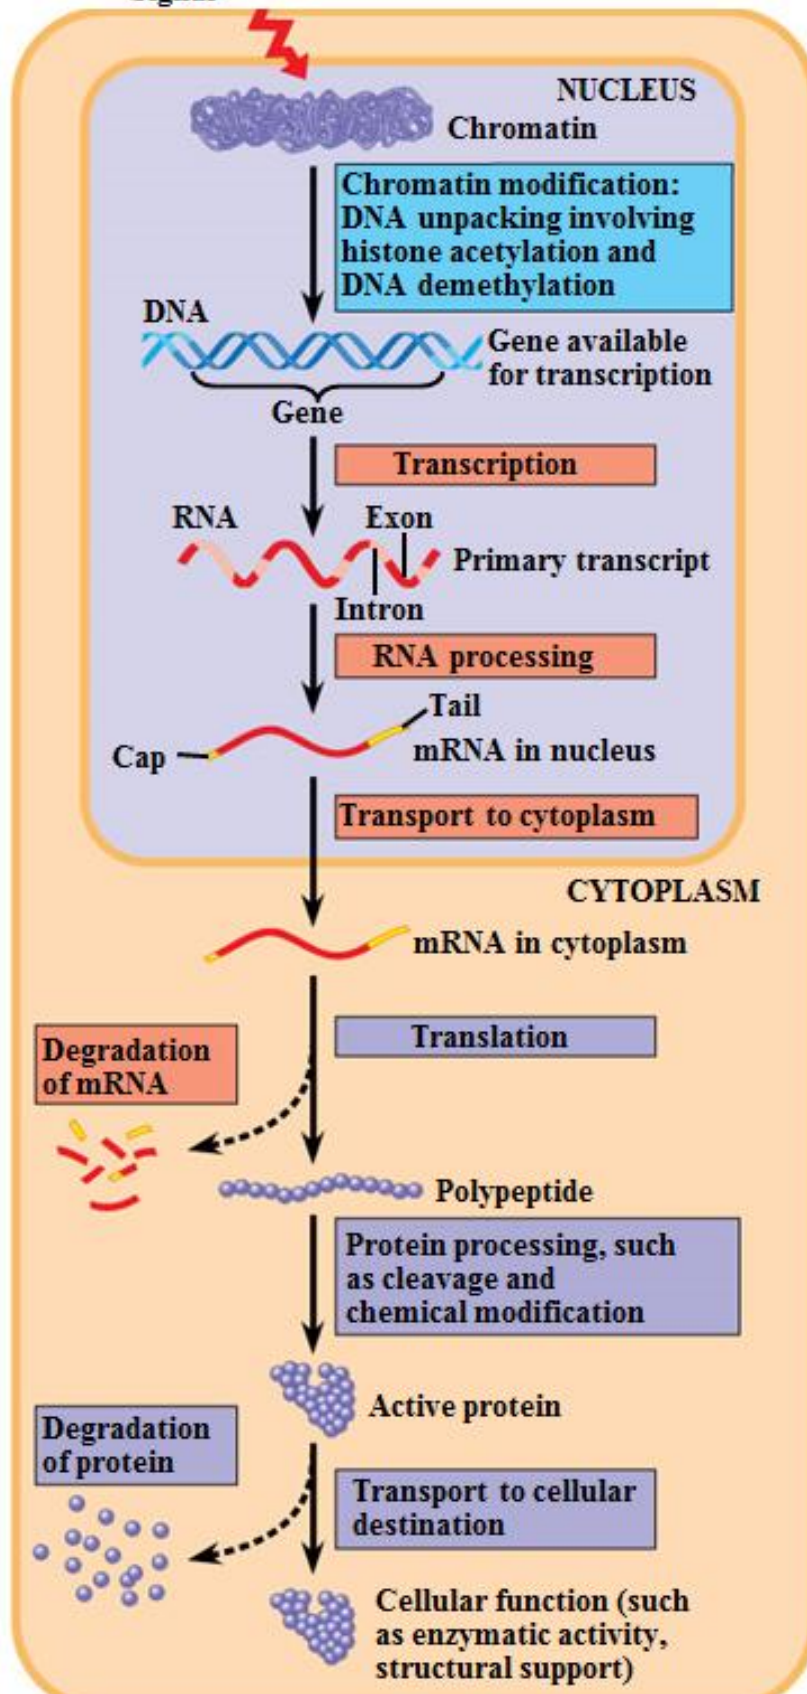 NUCLEUS
Chromatin
Chromatin modification:
DNA unpacking involving
histone acetylation and
DNA demethylation
DNA
Gene available
for transcription
Gene
Transcription
RNA
Exon
Primary transcript
Intron
RNA processing
Tail
Cap
mRNA in nucleus
Transport to cytoplasm
CYTOPLASM
mRNA in cytoplasm
Translation
Degradation
of mRNA
Polypeptide
Protein processing, such
as cleavage and
chemical modification
Active protein
Degradation
of protein
Transport to cellular
destination
Cellular function (such
as enzymatic activity,
structural support)